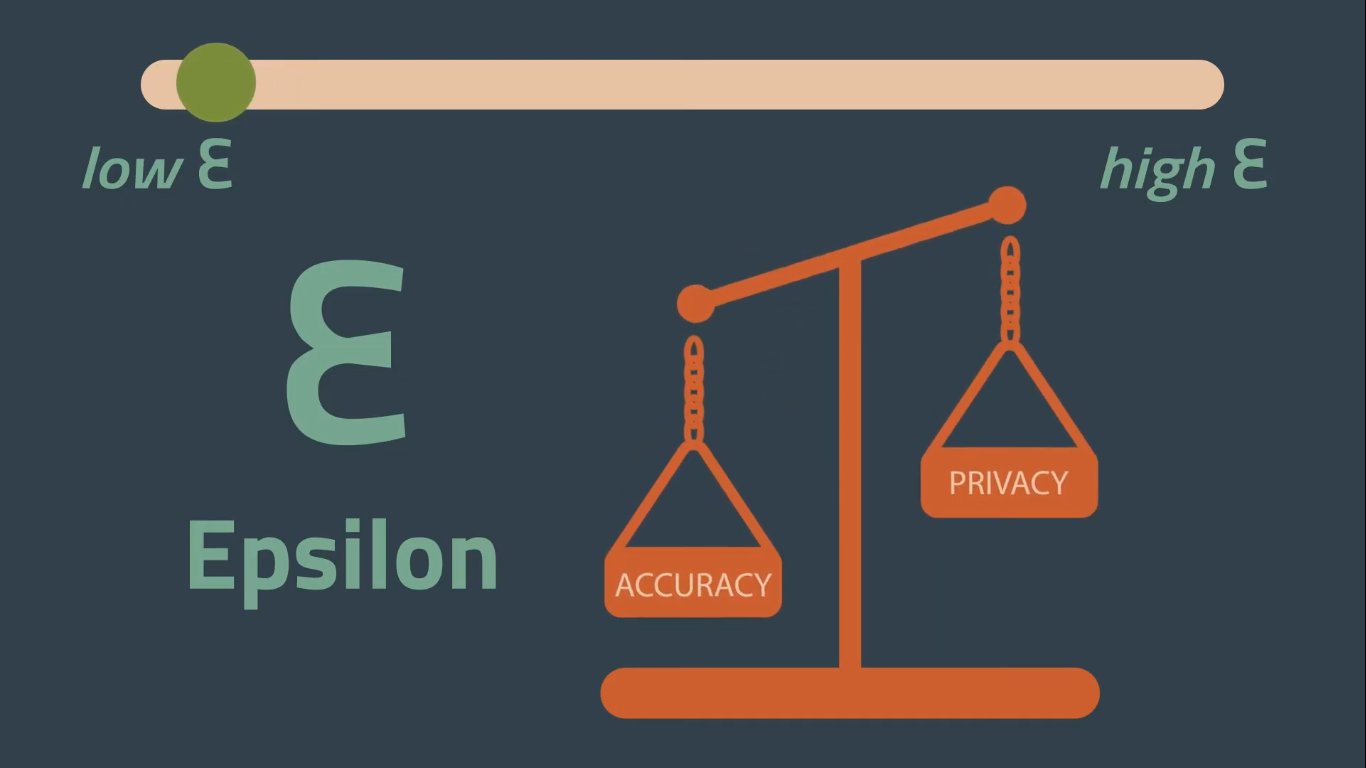 low ε
high ε
ε
Epsilon
PRIVACY
ACCURACY